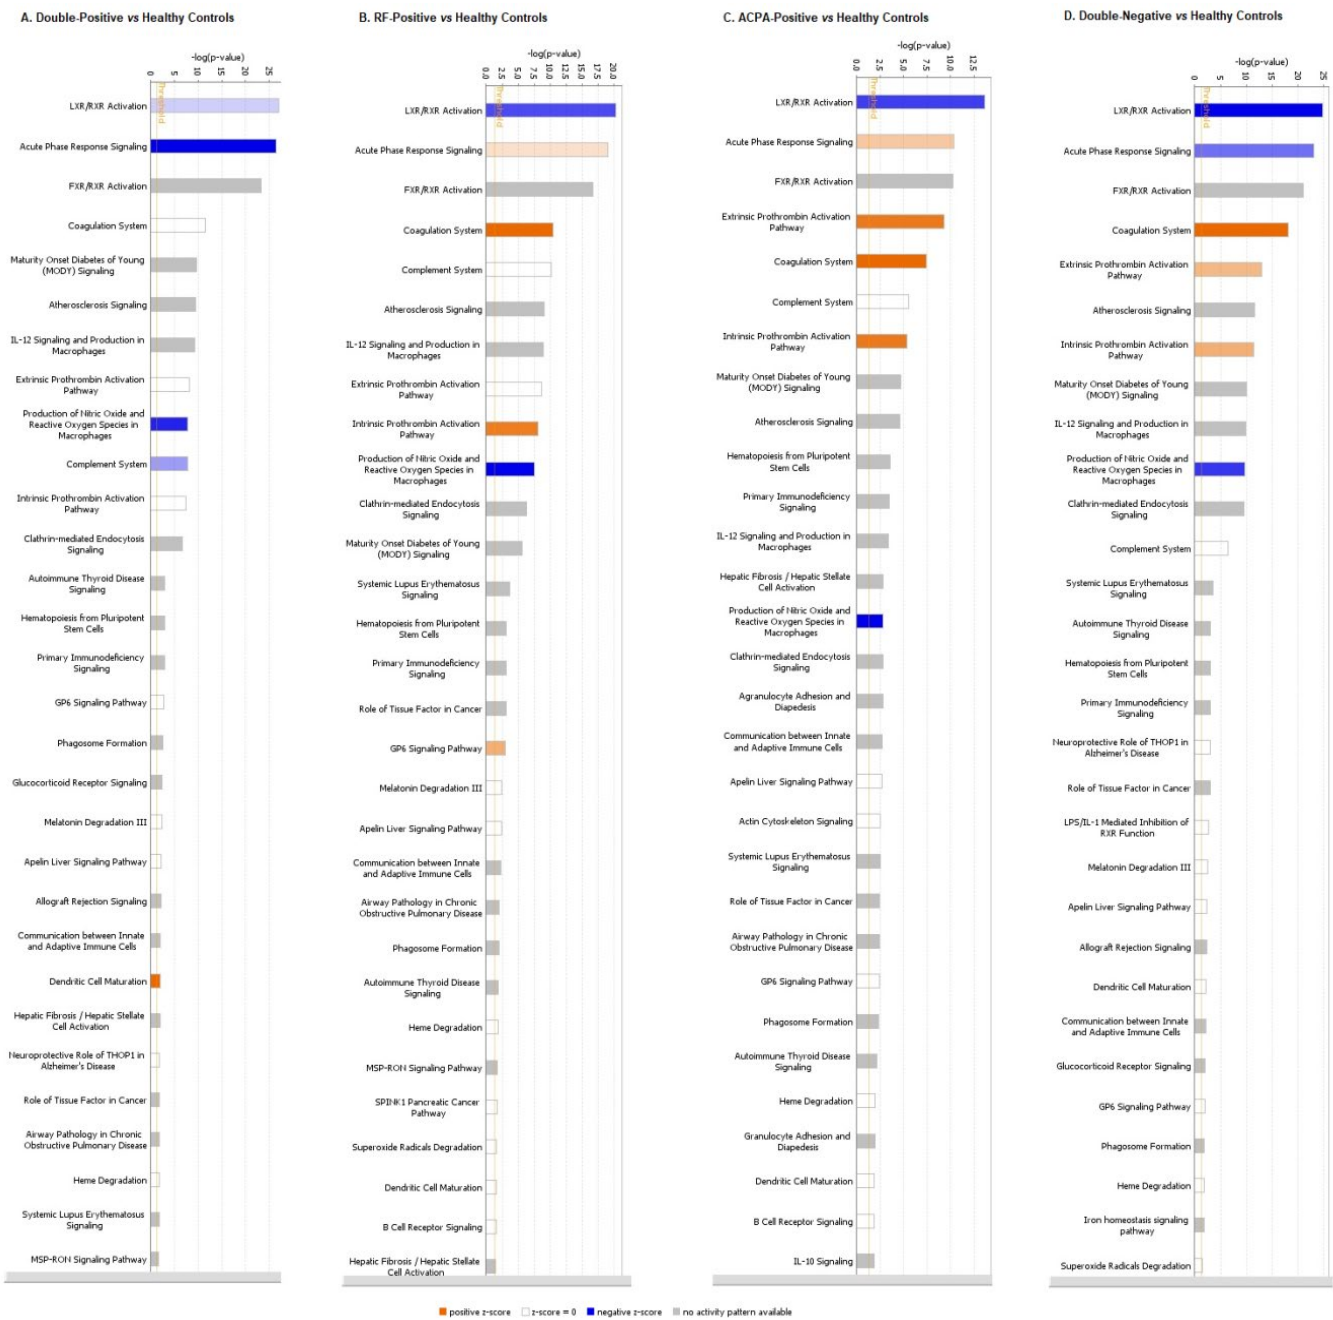 A. Double-Positive vs Healthy Controls
-log(p-value)
0
5
10
15
20
25
Threshold
LXR/RXR Activation
Acute Phase Response Signaling
FXR/RXR Activation
Coagulation System
Maturity Onset Diabetes of Young
(MODY) Signaling
Atherosclerosis Signaling
IL-12 Signaling and Production in
Macrophages
Extrinsic Prothrombin Activation
Pathway
Production of Nitric Oxide and
Reactive Oxygen Species in
Macrophages
Complement System
Intrinsic Prothrombin Activation
Pathway
Clathrin-mediated Endocytosis
Signaling
Autoimmune Thyroid Disease
Signaling
Hematopoiesis from Pluripotent
Stem Cells
Primary Immunodeficiency
Signaling
GP6 Signaling Pathway
Phagosome Formation
Glucocorticoid Receptor Signaling
Melatonin Degradation III
Apelin Liver Signaling Pathway
Allograft Rejection Signaling
Communication between Innate
and Adaptive Immune Cells
Dendritic Cell Maturation
Hepatic Fibrosis / Hepatic Stellate
Cell Activation
Neuroprotective Role of THOP1 in
Alzheimer's Disease
Role of Tissue Factor in Cancer
Airway Pathology in Chronic
Obstructive Pulmonary Disease
Heme Degradation
Systemic Lupus Erythematosus
Signaling
MSP-RON Signaling Pathway
B. RF-Positive vs Healthy Controls
-log(p-value)
0.0
2.5
5.0
7.5
10.0
12.5
15.0
17.5
20.0
Threshold
LXR/RXR Activation
Acute Phase Response Signaling
FXR/RXR Activation
Coagulation System
Complement System
Atherosclerosis Signaling
IL-12 Signaling and Production in
Macrophages
Extrinsic Prothrombin Activation
Pathway
Intrinsic Prothrombin Activation
Pathway
Production of Nitric Oxide and
Reactive Oxygen Species in
Macrophages
Clathrin-mediated Endocytosis
Signaling
Maturity Onset Diabetes of Young
(MODY) Signaling
Systemic Lupus Erythematosus
Signaling
Hematopoiesis from Pluripotent
Stem Cells
Primary Immunodeficiency
Signaling
Role of Tissue Factor in Cancer
GP6 Signaling Pathway
Melatonin Degradation III
Apelin Liver Signaling Pathway
Communication between Innate
and Adaptive Immune Cells
Airway Pathology in Chronic
Obstructive Pulmonary Disease
Phagosome Formation
Autoimmune Thyroid Disease
Signaling
Heme Degradation
MSP-RON Signaling Pathway
SPINK1 Pancreatic Cancer
Pathway
Superoxide Radicals Degradation
Dendritic Cell Maturation
B Cell Receptor Signaling
Hepatic Fibrosis / Hepatic Stellate
Cell Activation
C. ACPA-Positive vs Healthy Controls
-log(p-value)
0.0
2.5
5.0
7.5
10.0
12.5
Threshold
LXR/RXR Activation
Acute Phase Response Signaling
FXR/RXR Activation
Extrinsic Prothrombin Activation
Pathway
Coagulation System
Complement System
Intrinsic Prothrombin Activation
Pathway
Maturity Onset Diabetes of Young
(MODY) Signaling
Atherosclerosis Signaling
Hematopoiesis from Pluripotent
Stem Cells
Primary Immunodeficiency
Signaling
IL-12 Signaling and Production in
Macrophages
Hepatic Fibrosis / Hepatic Stellate
Cell Activation
Production of Nitric Oxide and
Reactive Oxygen Species in
Macrophages
Clathrin-mediated Endocytosis
Signaling
Agranulocyte Adhesion and
Diapedesis
Communication between Innate
and Adaptive Immune Cells
Apelin Liver Signaling Pathway
Actin Cytoskeleton Signaling
Systemic Lupus Erythematosus
Signaling
Role of Tissue Factor in Cancer
Airway Pathology in Chronic
Obstructive Pulmonary Disease
GP6 Signaling Pathway
Phagosome Formation
Autoimmune Thyroid Disease
Signaling
Heme Degradation
Granulocyte Adhesion and
Diapedesis
Dendritic Cell Maturation
B Cell Receptor Signaling
IL-10 Signaling
D. Double-Negative vs Healthy Controls
-log(p-value)
0
5
10
15
20
25
Threshold
LXR/RXR Activation
Acute Phase Response Signaling
FXR/RXR Activation
Coagulation System
Extrinsic Prothrombin Activation
Pathway
Atherosclerosis Signaling
Intrinsic Prothrombin Activation
Pathway
Maturity Onset Diabetes of Young
(MODY) Signaling
IL-12 Signaling and Production in
Macrophages
Production of Nitric Oxide and
Reactive Oxygen Species in
Macrophages
Clathrin-mediated Endocytosis
Signaling
Complement System
Systemic Lupus Erythematosus
Signaling
Autoimmune Thyroid Disease
Signaling
Hematopoiesis from Pluripotent
Stem Cells
Primary Immunodeficiency
Signaling
Neuroprotective Role of THOP1 in
Alzheimer's Disease
Role of Tissue Factor in Cancer
LPS/IL-1 Mediated Inhibition of
RXR Function
Melatonin Degradation III
Apelin Liver Signaling Pathway
Allograft Rejection Signaling
Dendritic Cell Maturation
Communication between Innate
and Adaptive Immune Cells
Glucocorticoid Receptor Signaling
GP6 Signaling Pathway
Phagosome Formation
Heme Degradation
Iron homeostasis signaling
pathway
Superoxide Radicals Degradation
positive z-score
z-score = 0
negative z-score
no activity pattern available